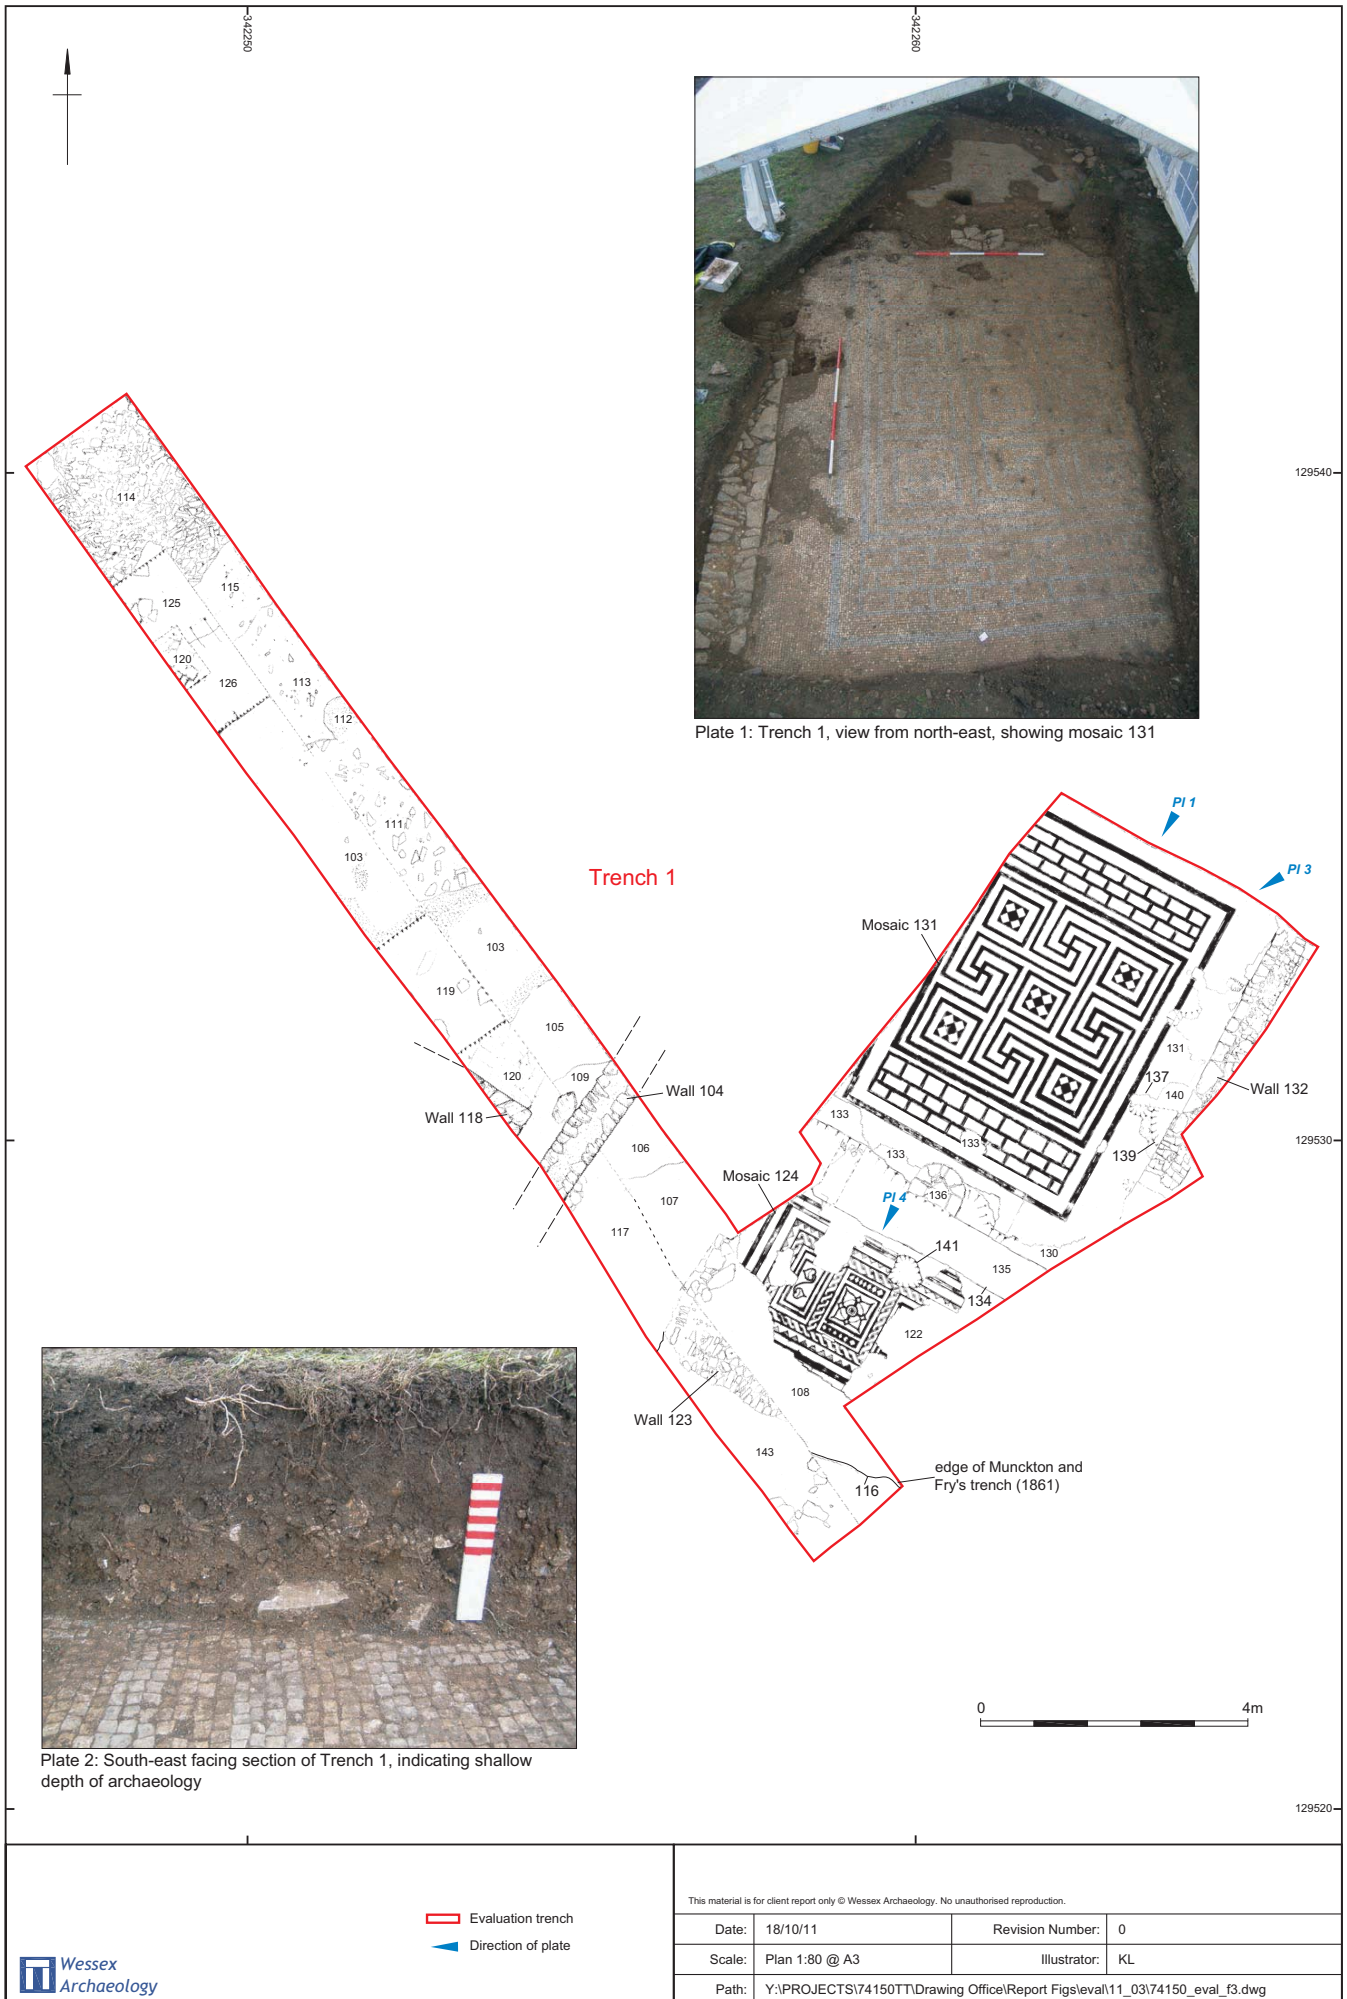 342250
342260
Plate 1: Trench 1, view from north-east, showing mosaic 131
129540
114
115
125
120
126
113
112
111
103
Trench 1
Pl 1
Pl 3
Mosaic 131
103
119
105
120
109
Wall 104
Wall 118
131
137
140
Wall 132
133
133
133
139
129530
106
107
117
Mosaic 124
Pl 4
136
141
130
135
134
122
108
Wall 123
143
116
edge of Munckton and
Fry's trench (1861)
Plate 2: South-east facing section of Trench 1, indicating shallow
depth of archaeology
0 4m
129520
Evaluation trench
Direction of plate
Wessex
Archaeology
This material is for client report only © Wessex Archaeology. No unauthorised reproduction.
Date: 18/10/11 Revision Number: 0
Scale: Plan 1:80 @ A3 Illustrator: KL
Path: Y:\PROJECTS\74150TT\Drawing Office\Report Figs\eval\11_03\74150_eval_f3.dwg